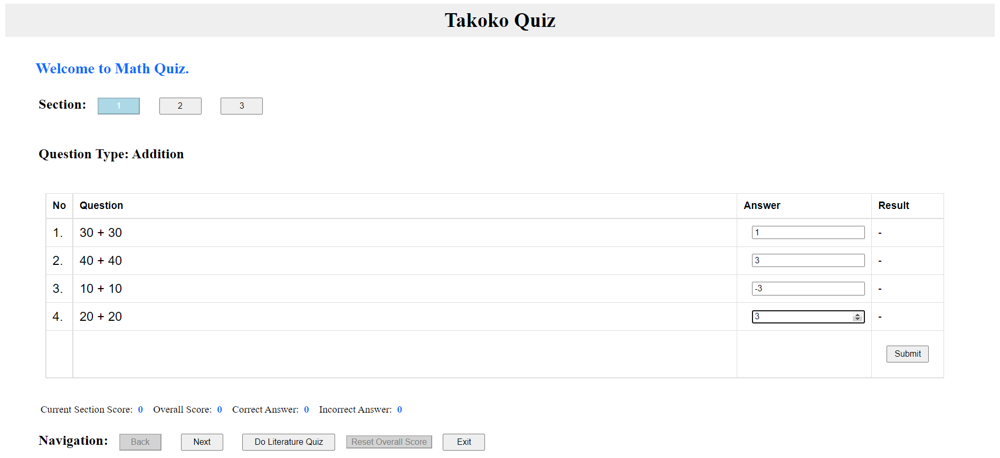 Takoko Quiz
Welcome to Math Quiz.
Section: 1 2 3
Question Type: Addition
No Question Answer Result
1. 30 + 30 1 -
2. 40 + 40 3 -
3. 10 + 10 -3 -
4. 20 + 20 3 -
Submit
Current Section Score: 0 Overall Score: 0 Correct Answer: 0 Incorrect Answer: 0
Navigation: Back Next Do Literature Quiz Reset Overall Score Exit